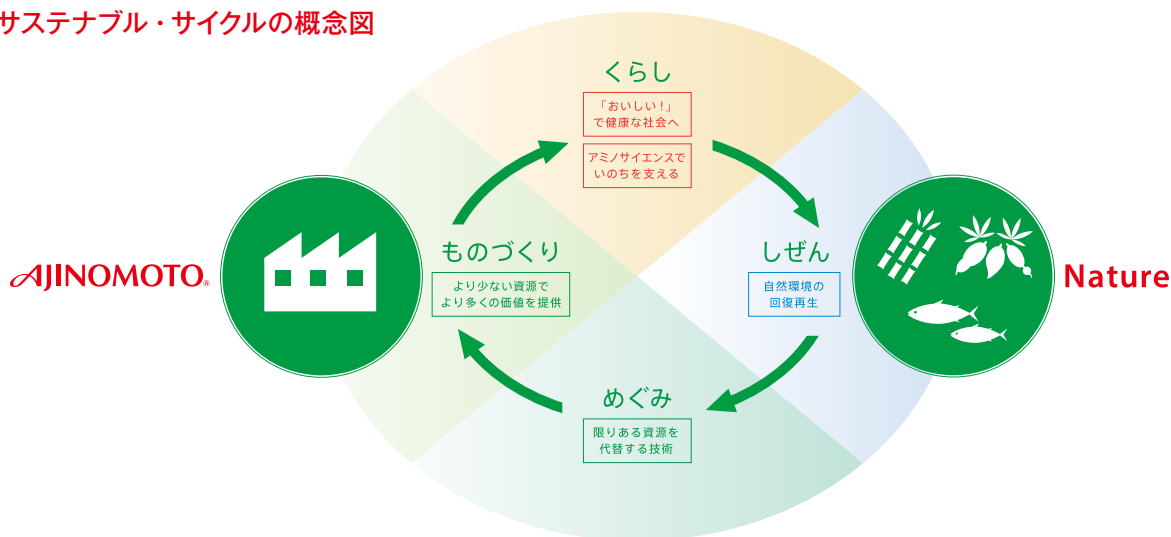 サステナブル・サイクルの概念図
くらし
「おいしい！」
で健康な社会へ
アミノサイエンスで
いのちを支える
ものづくり
より少ない資源で
より多くの価値を提供
しぜん
自然環境の
回復再生
AJINOMOTO®
Nature
めぐみ
限りある資源を
代替する技術